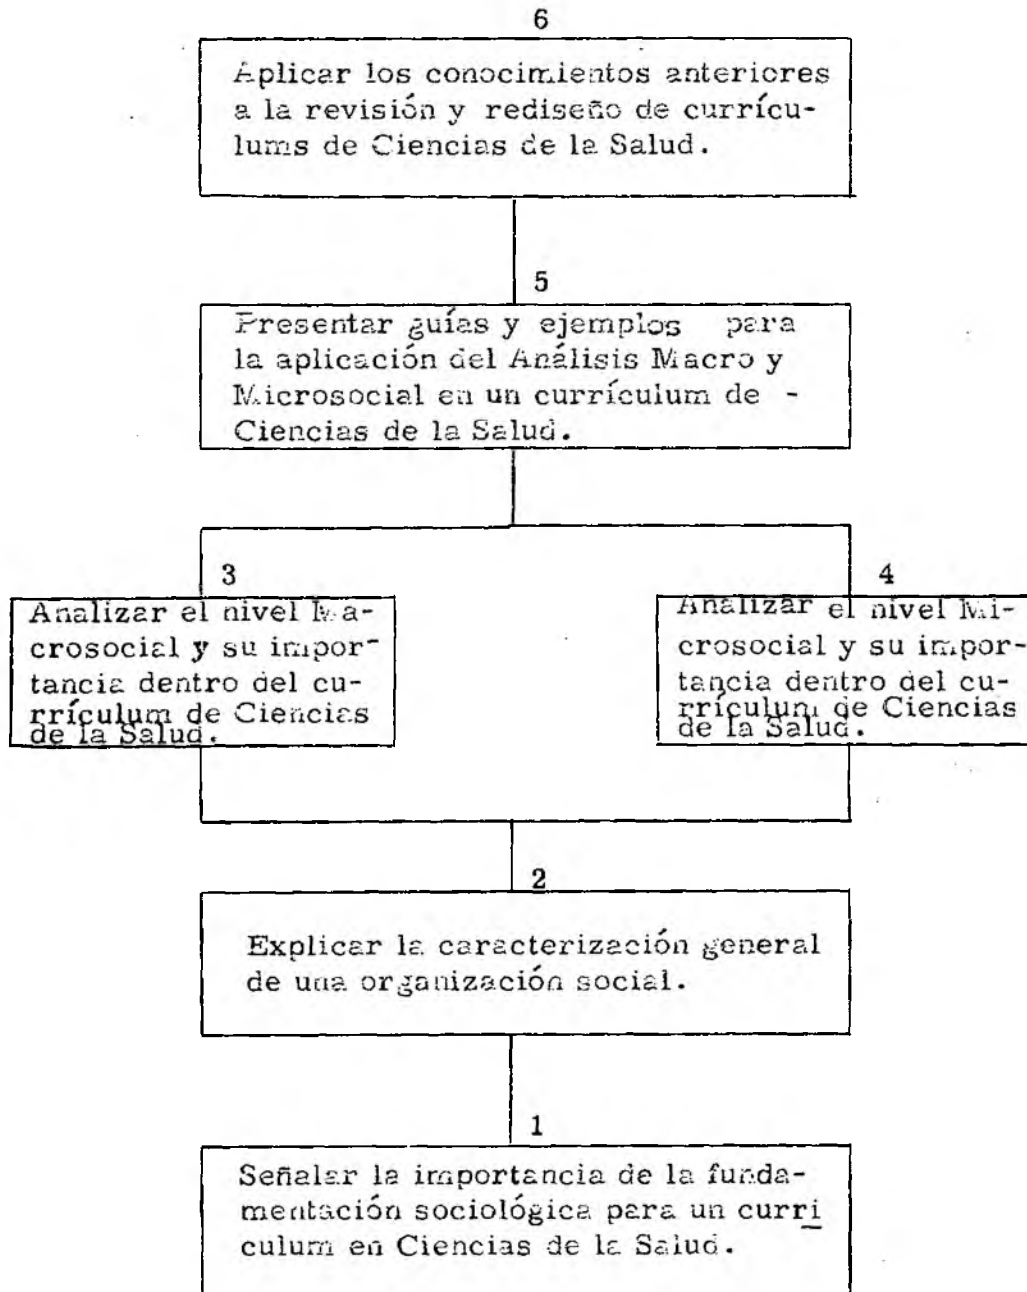 6
Aplicar los conocimientos anteriores
a la revisión y rediseño de currícu-
lums de Ciencias de la Salud.
5
Presentar guías y ejemplos para
la aplicación del Análisis Macro y
Microsocial en un currículum de -
Ciencias de la Salud.
3
Analizar el nivel Ma-
crosocial y su impor-
tancia dentro del cu-
rrículum de Ciencias
de la Salud.
4
Analizar el nivel Mi-
crosocial y su impor-
tancia dentro del cu-
rrículum de Ciencias
de la Salud.
2
Explicar la caracterización general
de una organización social.
1
Señalar la importancia de la funda-
mentación sociológica para un curri
culum en Ciencias de la Salud.